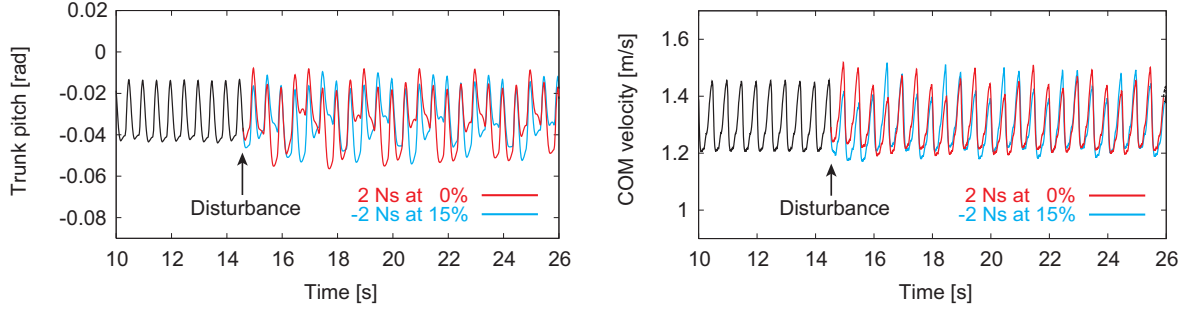 0.02
0
-0.02
-0.04
-0.06
-0.08
Trunk pitch [rad]
Disturbance
2 Ns at 0%
-2 Ns at 15%
10 12 14 16 18 20 22 24 26
Time [s]
1.6
1.4
1.2
1
COM velocity [m/s]
Disturbance
2 Ns at 0%
-2 Ns at 15%
10 12 14 16 18 20 22 24 26
Time [s]